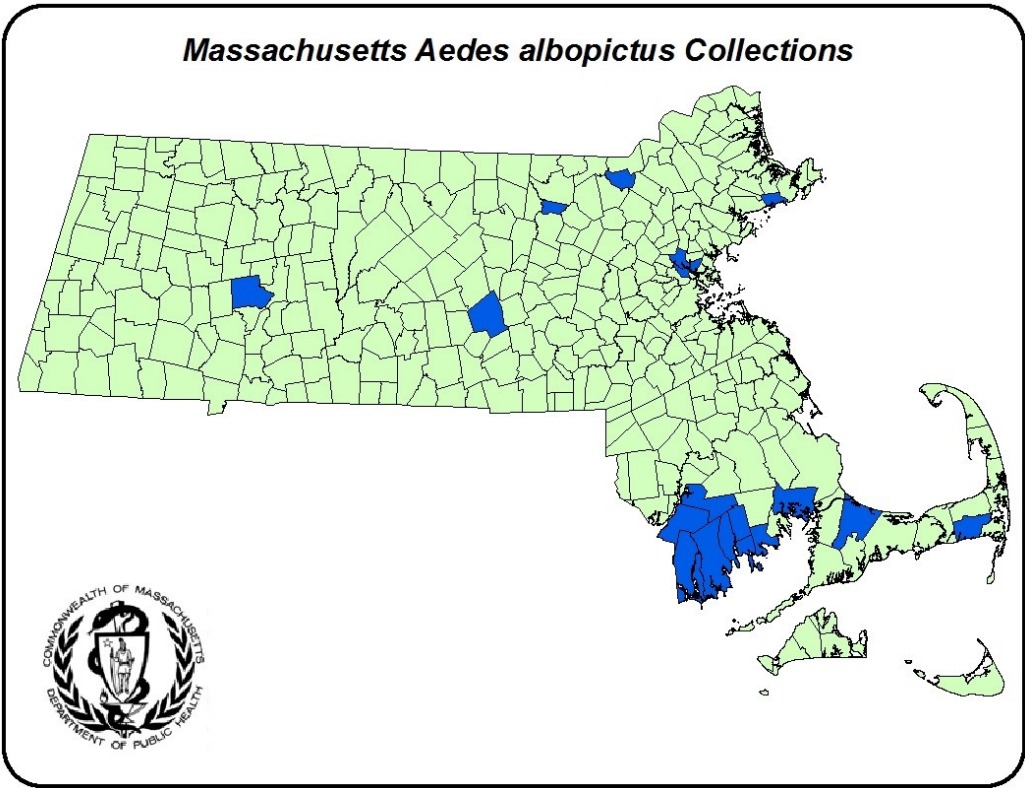 Massachusetts Aedes albopictus Collections
COMMONWEALTH OF MASSACHUSETTS
DEPARTMENT OF PUBLIC HEALTH